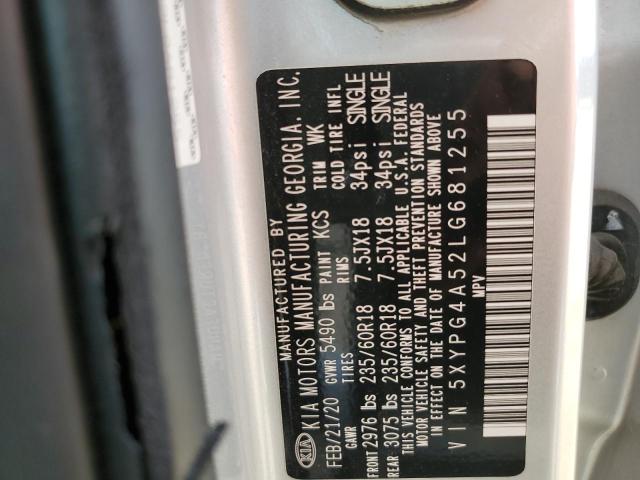 KIA
MANUFACTURED BY
KIA MOTORS MANUFACTURING GEORGIA, INC.
FEB/21/20 GVWR 5490 lbs PAINT KCS TRIM WK
GAWR TIRES RIMS COLD TIRE INFL
FRONT 2976 lbs 235/60R18 7.5JX18 34psi SINGLE
REAR 3075 lbs 235/60R18 7.5JX18 34psi SINGLE
THIS VEHICLE CONFORMS TO ALL APPLICABLE U.S.A. FEDERAL
MOTOR VEHICLE SAFETY AND THEFT PREVENTION STANDARDS
IN EFFECT ON THE DATE OF MANUFACTURE SHOWN ABOVE
VIN 5XYPG4A52LG681255
MPV